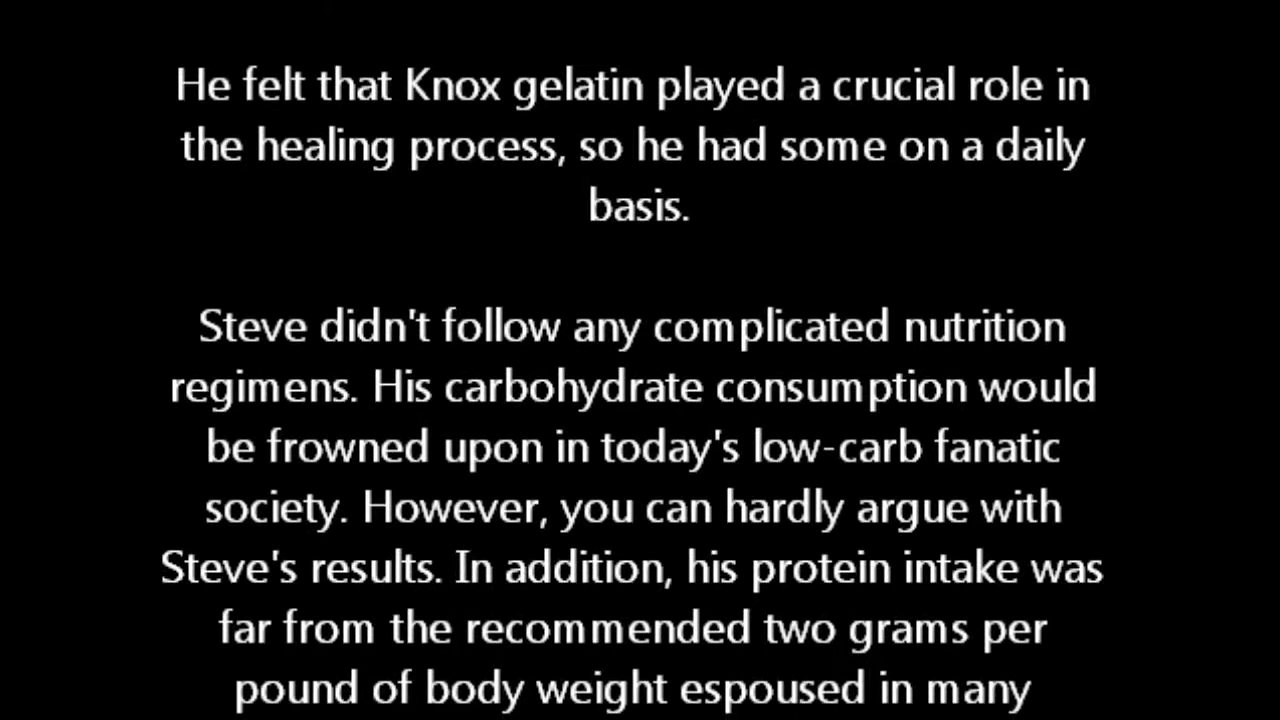 He felt that Knox gelatin played a crucial role in
the healing process, so he had some on a daily
basis.
Steve didn't follow any complicated nutrition
regimens. His carbohydrate consumption would
be frowned upon in today's low-carb fanatic
society. However, you can hardly argue with
Steve's results. In addition, his protein intake was
far from the recommended two grams per
pound of body weight espoused in many